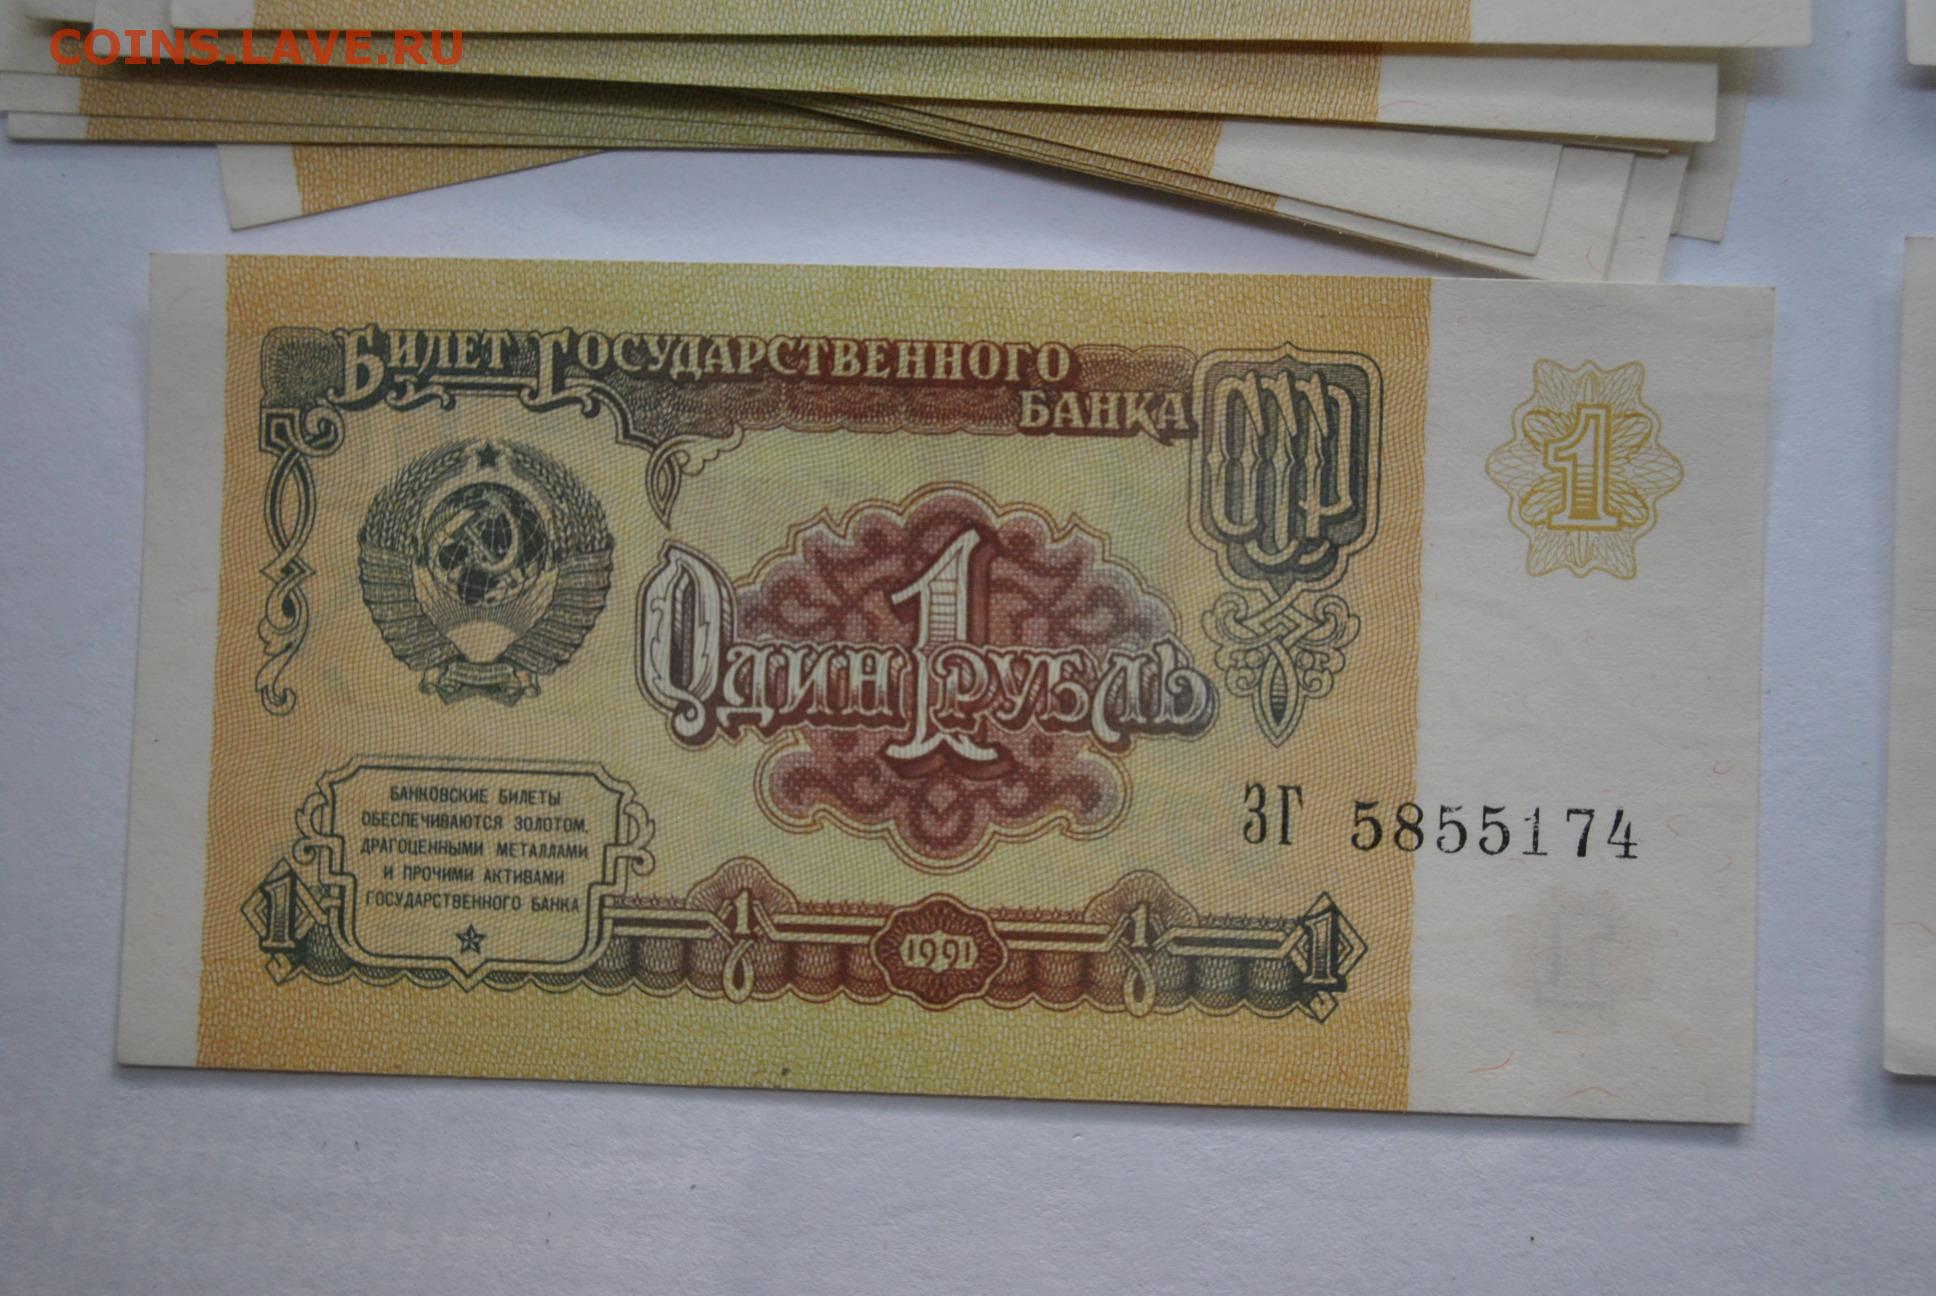 COINS.LAVE.RU
Билет Государственного
Банка
СССР
1
1
Один рубль
БАНКОВСКИЕ БИЛЕТЫ
ОБЕСПЕЧИВАЮТСЯ ЗОЛОТОМ,
ДРАГОЦЕННЫМИ МЕТАЛЛАМИ
И ПРОЧИМИ АКТИВАМИ
ГОСУДАРСТВЕННОГО БАНКА
ЗГ 5855174
1 1 1991 1 1